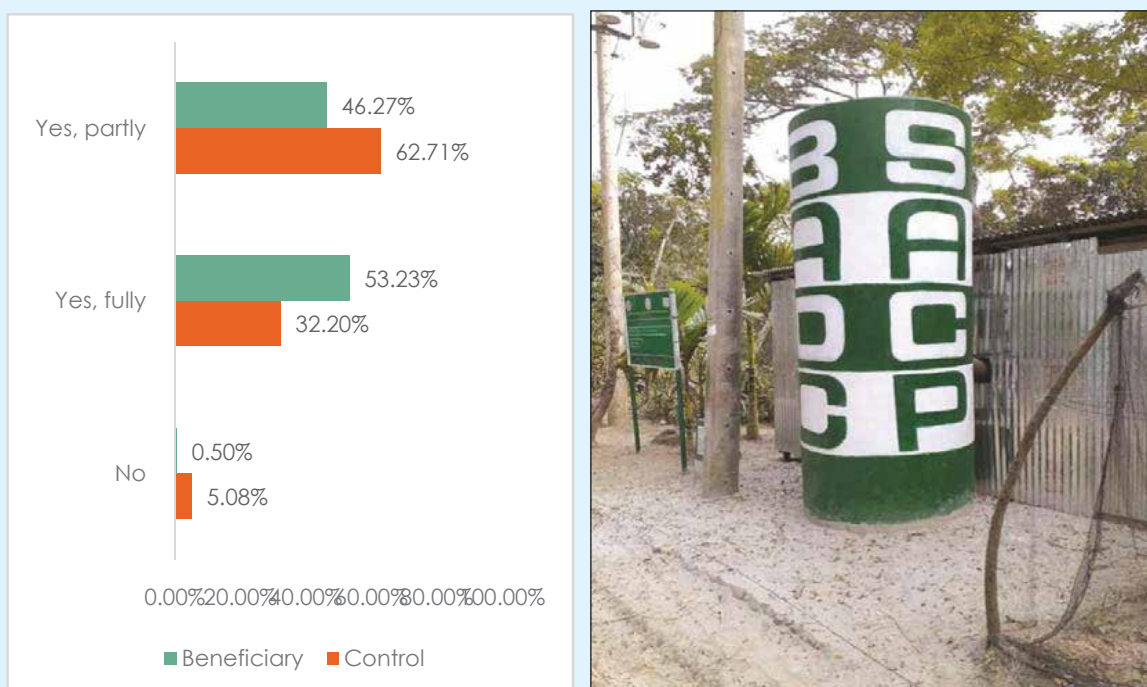 Yes, partly
46.27%
62.71%
Yes, fully
53.23%
32.20%
No
0.50%
5.08%
0.00%20.00%40.00%60.00%80.00%100.00%
Beneficiary Control
B S
A A
D C
C P